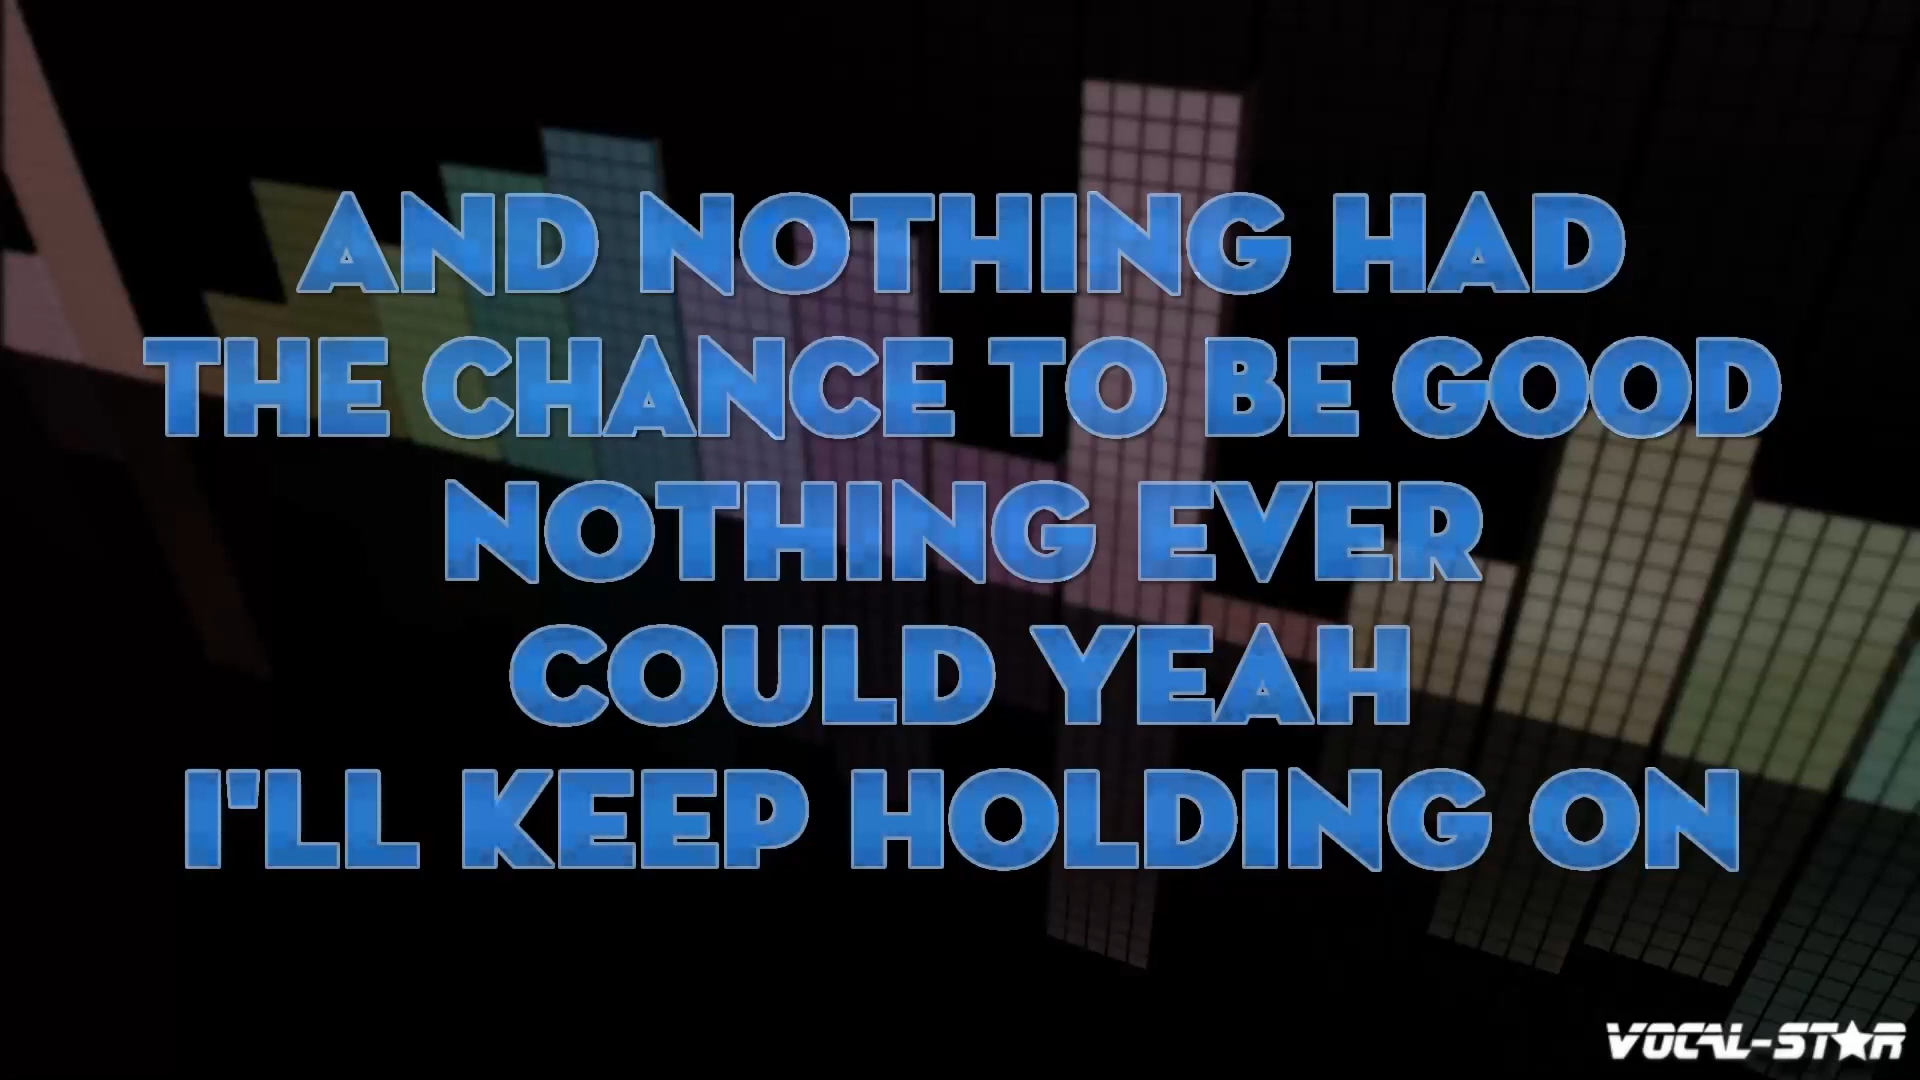 AND NOTHING HAD
THE CHANCE TO BE GOOD
NOTHING EVER
COULD YEAH
I'LL KEEP HOLDING ON
VOCAL-STAR